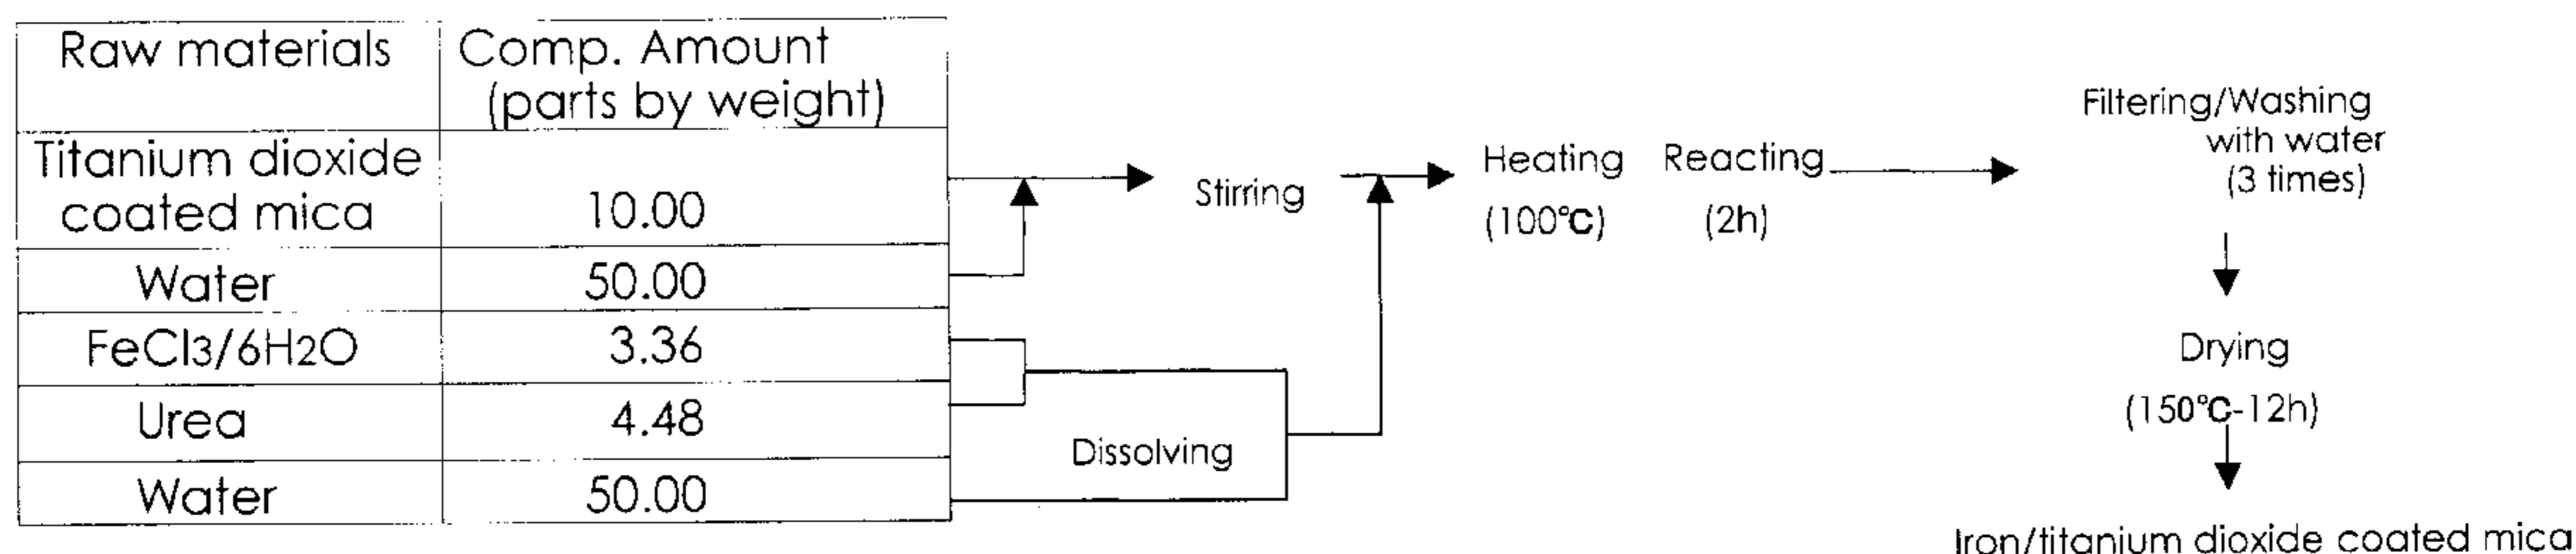 Raw materials
Comp. Amount
(parts by weight)
Titanium dioxide
coated mica
10.00
Water
50.00
FeCl3/6H2O
3.36
Urea
4.48
Water
50.00
Stirring
Dissolving
Heating
(100℃)
Reacting
(2h)
Filtering/Washing
with water
(3 times)
Drying
(150℃-12h)
Iron/titanium dioxide coated mica